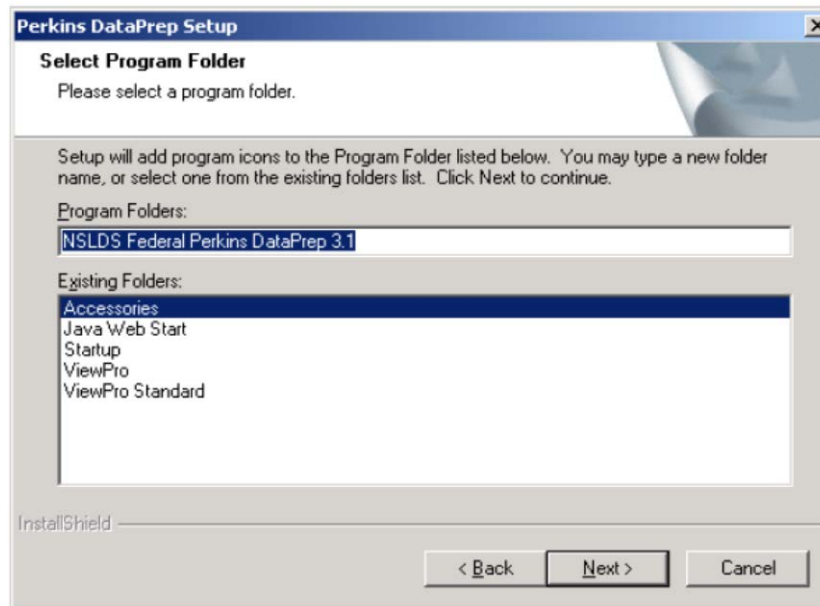 Perkins DataPrep Setup
Select Program Folder
Please select a program folder.
Setup will add program icons to the Program Folder listed below. You may type a new folder
name, or select one from the existing folders list. Click Next to continue.
Program Folders:
NSLDS Federal Perkins DataPrep 3.1
Existing Folders:
Accessories
Java Web Start
Startup
ViewPro
ViewPro Standard
InstallShield
< Back Next > Cancel